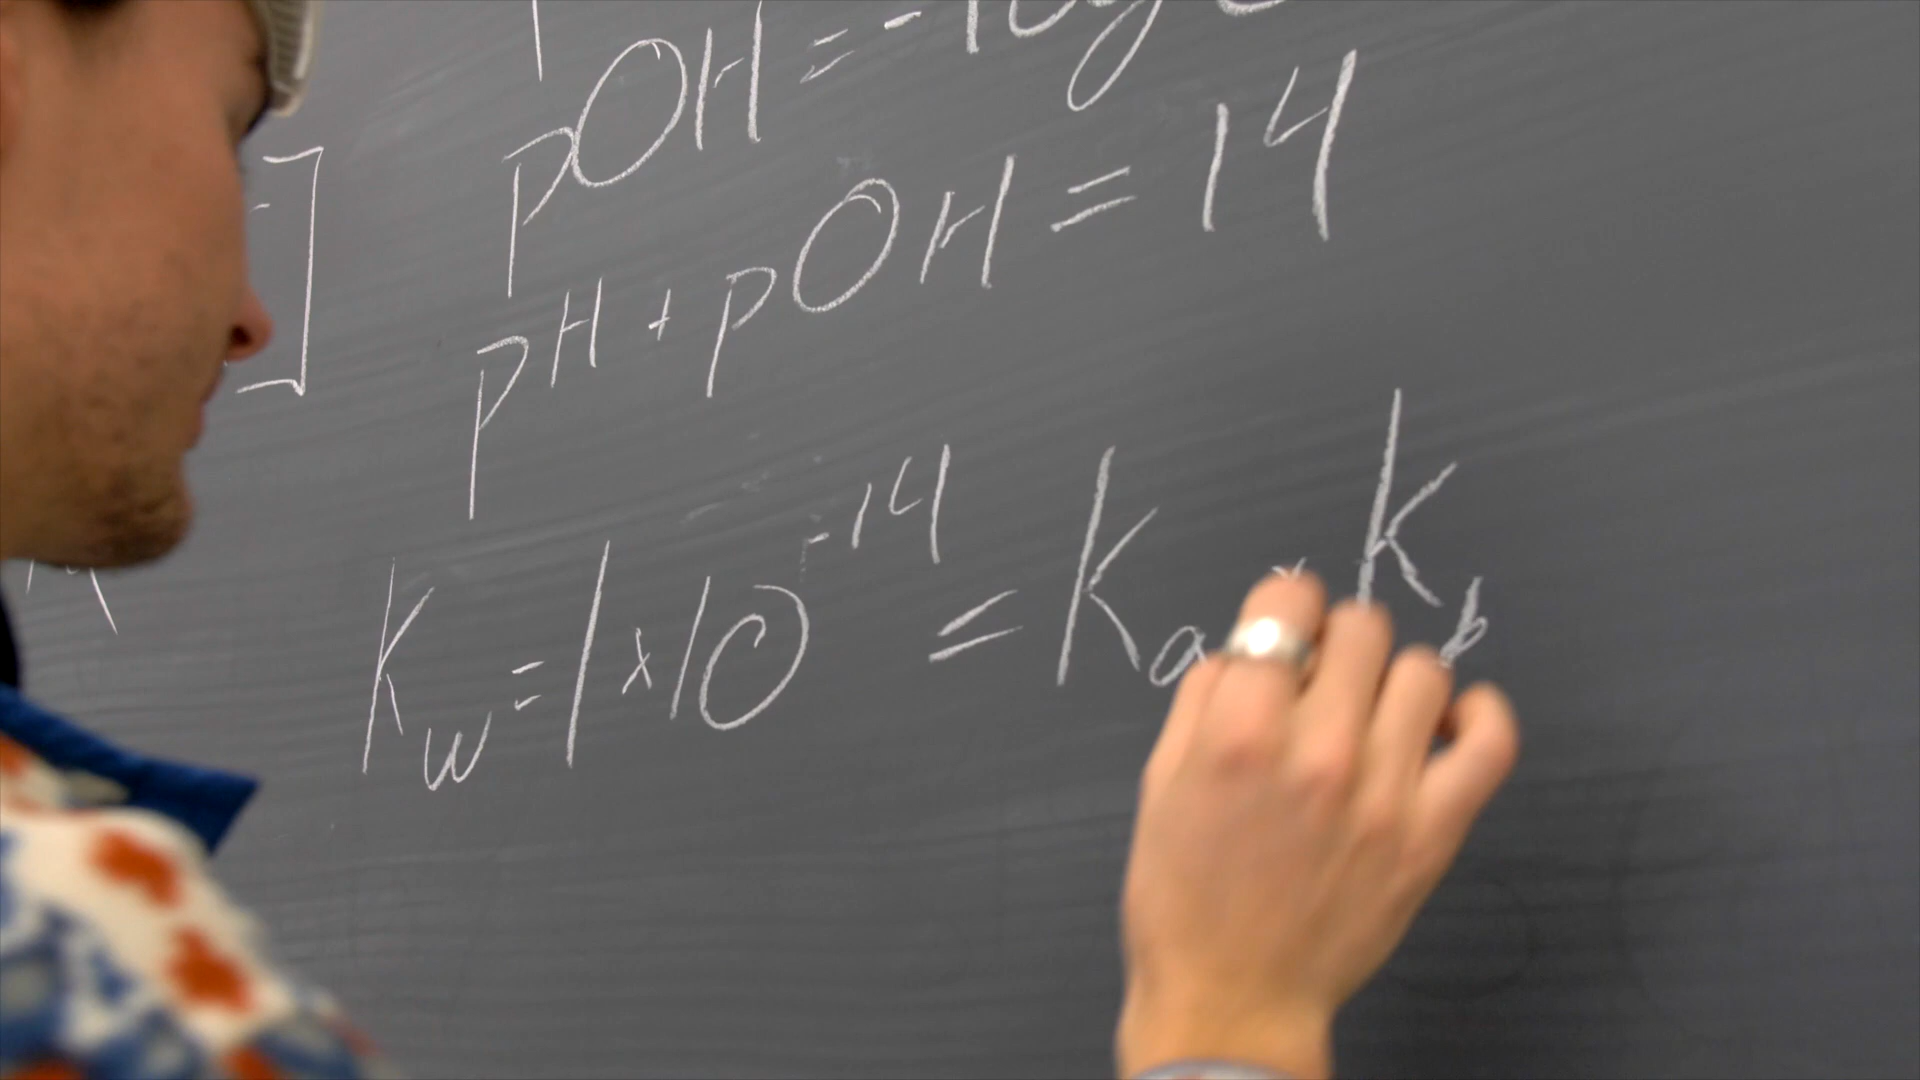 ]
pOH = -log[
pH + pOH = 14
Kw = 1 x 10⁻¹⁴ = Ka x Kb